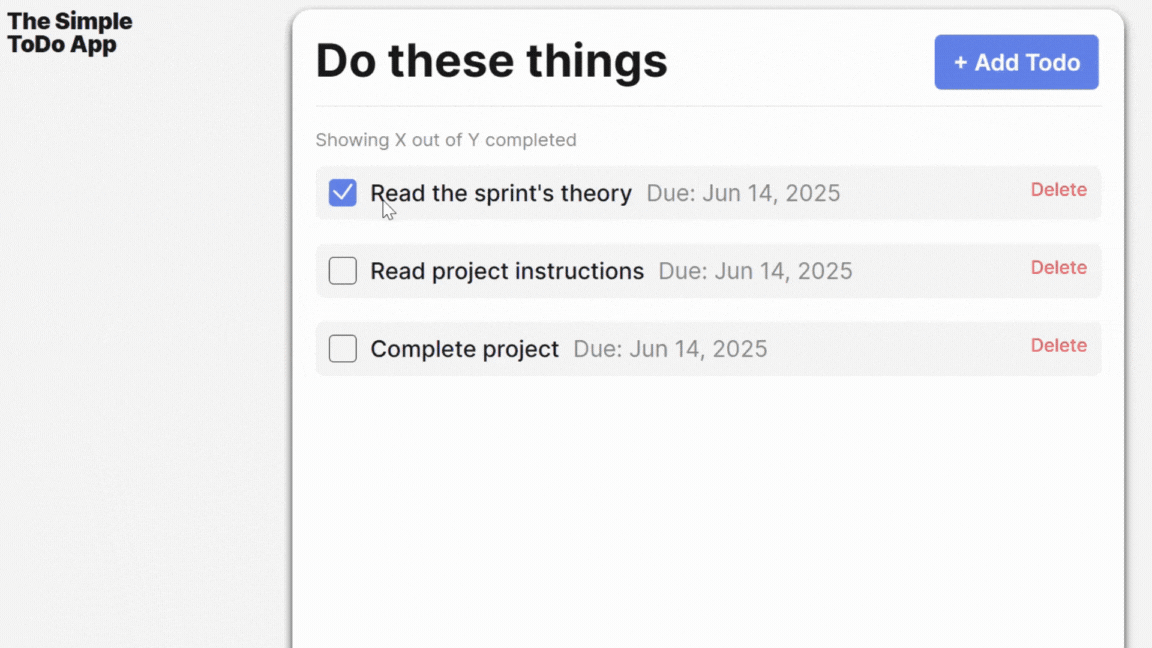 The Simple
ToDo App
Do these things
+ Add Todo
Showing X out of Y completed
Read the sprint's theory Due: Jun 14, 2025 Delete
Read project instructions Due: Jun 14, 2025 Delete
Complete project Due: Jun 14, 2025 Delete